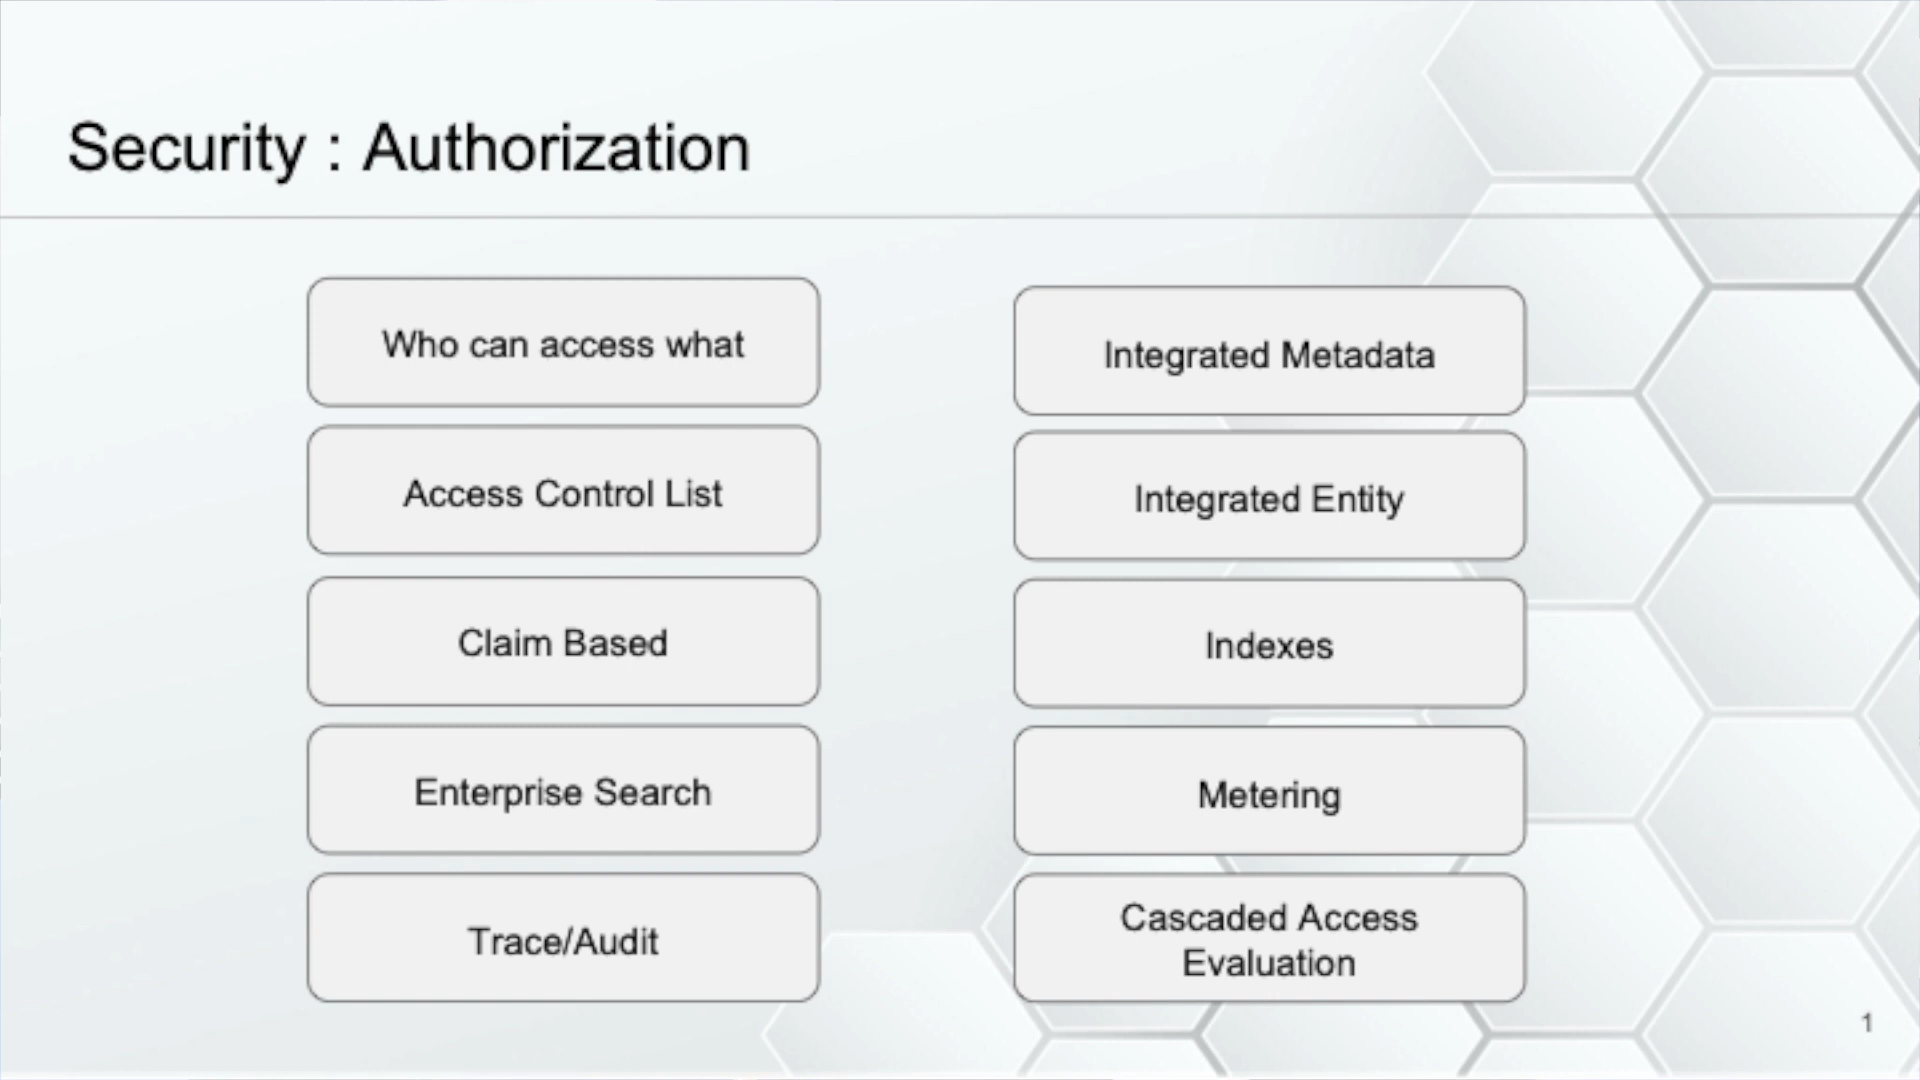 Security : Authorization
Who can access what
Access Control List
Claim Based
Enterprise Search
Trace/Audit
Integrated Metadata
Integrated Entity
Indexes
Metering
Cascaded Access
Evaluation
1